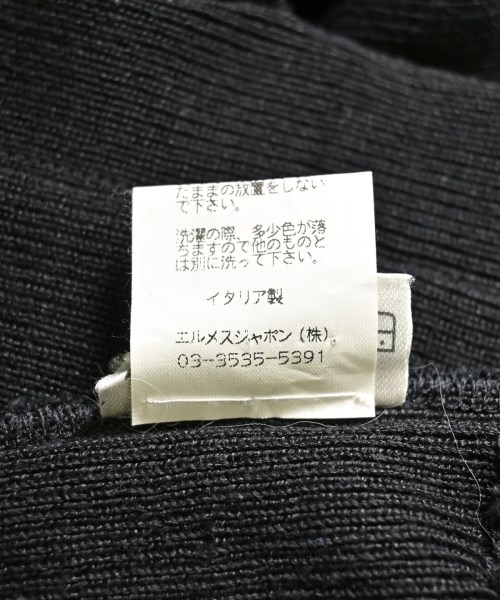 たままの放置をしない
で下さい。
洗濯の際、多少色が落
ちますので他のものと
は別に洗って下さい。
イタリア製
エルメスジャポン(株)
03-3535-5391